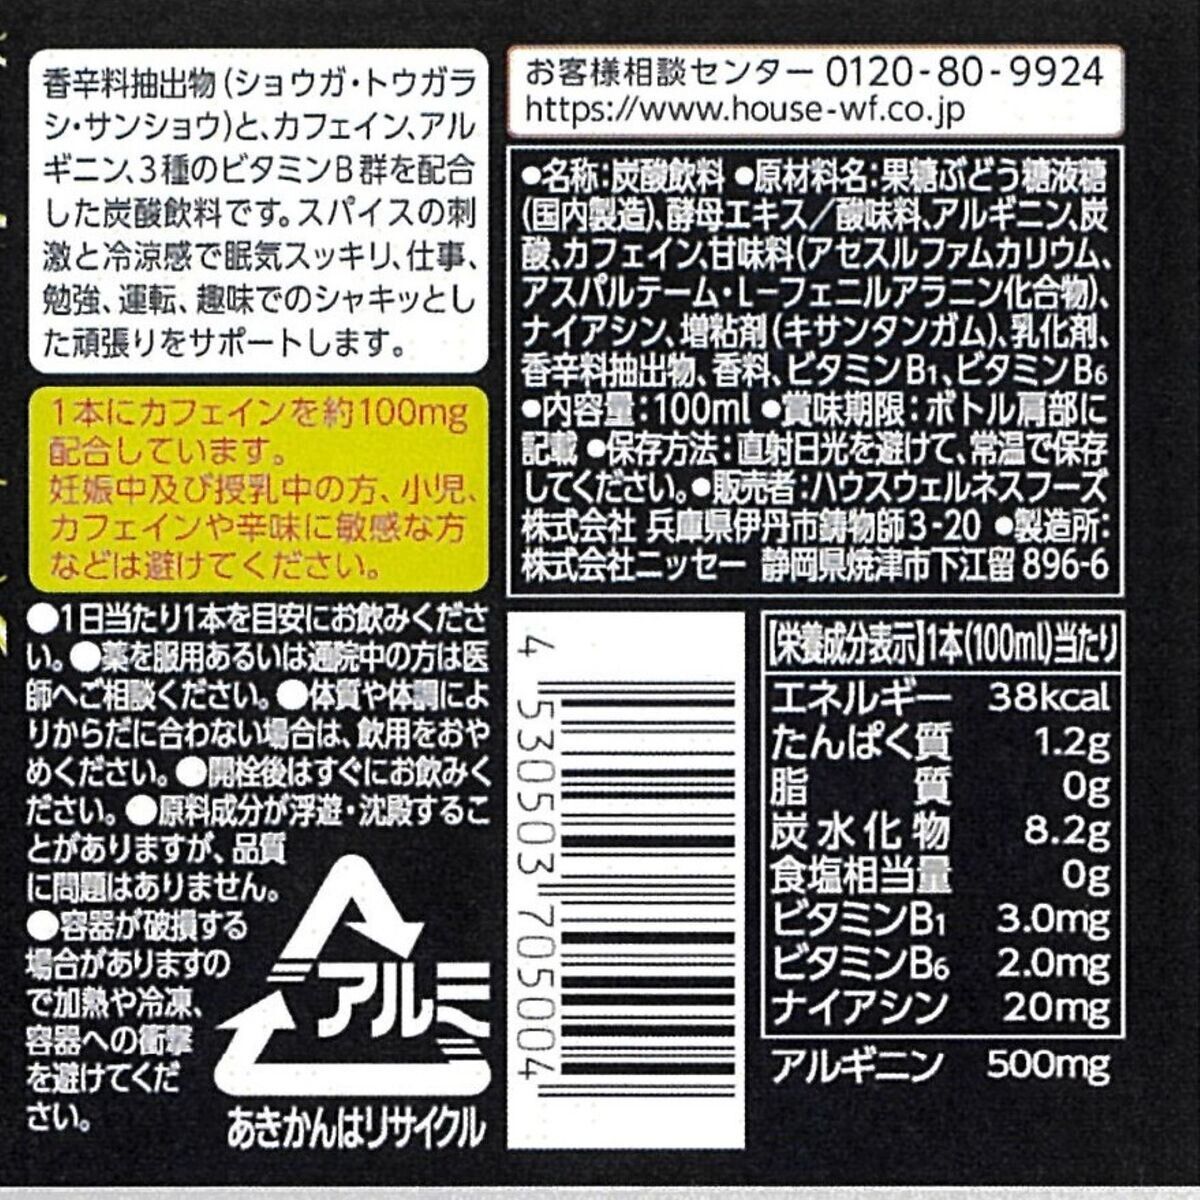 香辛料抽出物(ショウガ・トウガラ
シ・サンショウ)と、カフェイン、アル
ギニン、3種のビタミンB群を配合
した炭酸飲料です。スパイスの刺
激と冷涼感で眠気スッキリ、仕事、
勉強、運転、趣味でのシャキッとし
た頑張りをサポートします。
1本にカフェインを約100mg
配合しています。
妊娠中及び授乳中の方、小児、
カフェインや辛味に敏感な方
などは避けてください。
●1日当たり1本を目安にお飲みくださ
い。●薬を服用あるいは通院中の方は医
師へご相談ください。●体質や体調によ
りからだに合わない場合は、飲用をおや
めください。●開栓後はすぐにお飲みく
ださい。●原料成分が浮遊・沈殿するこ
とがありますが、品質
に問題はありません。
●容器が破損する
場合がありますの
で加熱や冷凍、
容器への衝撃
を避けてくだ
さい。
アルミ
あきかんはリサイクル
お客様相談センター 0120-80-9924
https://www.house-wf.co.jp
●名称:炭酸飲料 ●原材料名:果糖ぶどう糖液糖
(国内製造)、酵母エキス/酸味料、アルギニン、炭
酸、カフェイン、甘味料(アセスルファムカリウム、
アスパルテーム・L-フェニルアラニン化合物)、
ナイアシン、増粘剤(キサンタンガム)、乳化剤、
香辛料抽出物、香料、ビタミンB1、ビタミンB6
●内容量:100ml ●賞味期限:ボトル肩部に
記載 ●保存方法:直射日光を避けて、常温で保存
してください。●販売者:ハウスウェルネスフーズ
株式会社 兵庫県伊丹市鋳物師3-20 ●製造所:
株式会社ニッセー 静岡県焼津市下江留896-6
4 530503 705004
【栄養成分表示】1本(100ml)当たり
エネルギー 38kcal
たんぱく質 1.2g
脂質 0g
炭水化物 8.2g
食塩相当量 0g
ビタミンB1 3.0mg
ビタミンB6 2.0mg
ナイアシン 20mg
アルギニン 500mg